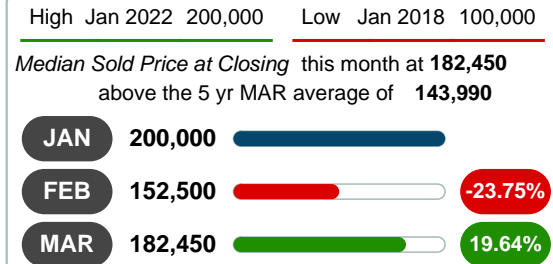 High Jan 2022 200,000 Low Jan 2018 100,000
Median Sold Price at Closing this month at 182,450
above the 5 yr MAR average of 143,990
JAN 200,000
FEB 152,500 -23.75%
MAR 182,450 19.64%